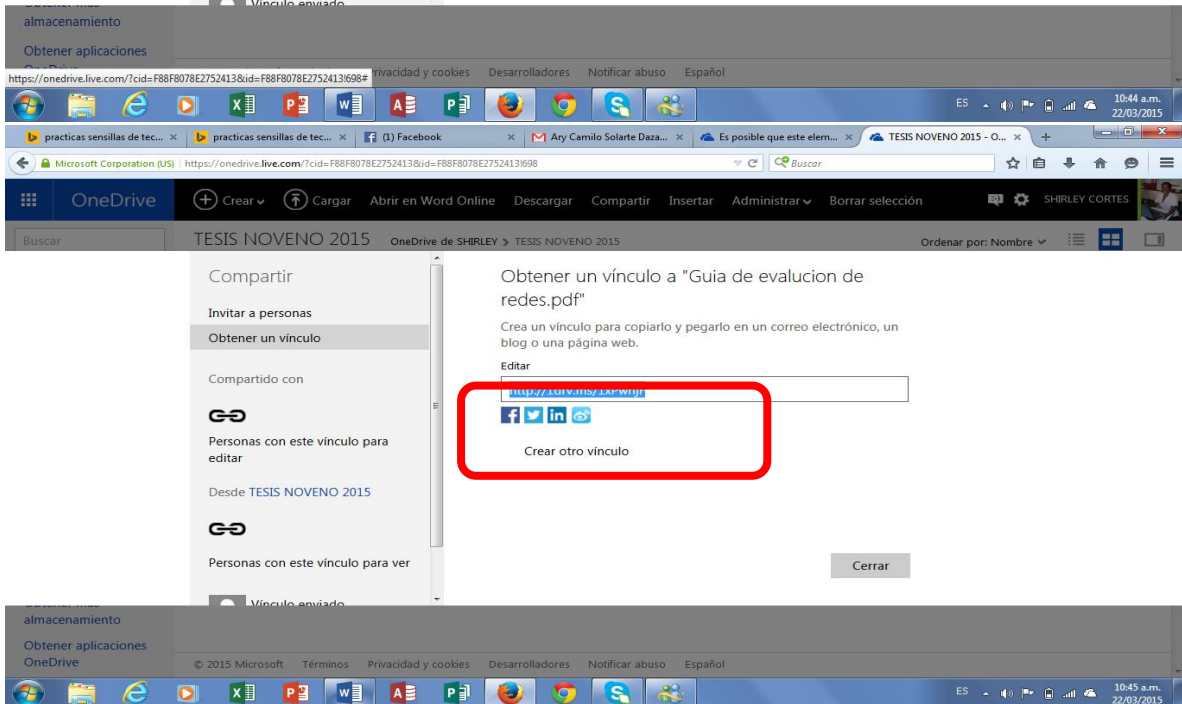 Vínculo enviado
almacenamiento
Obtener aplicaciones
OneDrive
https://onedrive.live.com/?cid=F88F8078E2752413&id=F88F8078E2752413!698# rivacidad y cookies Desarrolladores Notificar abuso Español
ES 10:44 a.m.
22/03/2015
practicas sensillas de tec... practicas sensillas de tec... (1) Facebook Ary Camilo Solarte Daza... Es posible que este elem... TESIS NOVENO 2015 - O...
Microsoft Corporation (US) https://onedrive.live.com/?cid=F88F8078E2752413&id=F88F8078E2752413!698 Buscar
OneDrive Crear Cargar Abrir en Word Online Descargar Compartir Insertar Administrar Borrar selección SHIRLEY CORTES
Buscar TESIS NOVENO 2015 OneDrive de SHIRLEY > TESIS NOVENO 2015 Ordenar por: Nombre
Compartir
Invitar a personas
Obtener un vínculo
Compartido con
Personas con este vínculo para
editar
Desde TESIS NOVENO 2015
Personas con este vínculo para ver
Vínculo enviado
Obtener un vínculo a "Guia de evalucion de
redes.pdf"
Crea un vínculo para copiarlo y pegarlo en un correo electrónico, un
blog o una página web.
Editar
Crear otro vínculo
Cerrar
almacenamiento
Obtener aplicaciones
OneDrive
© 2015 Microsoft Términos Privacidad y cookies Desarrolladores Notificar abuso Español
ES 10:45 a.m.
22/03/2015